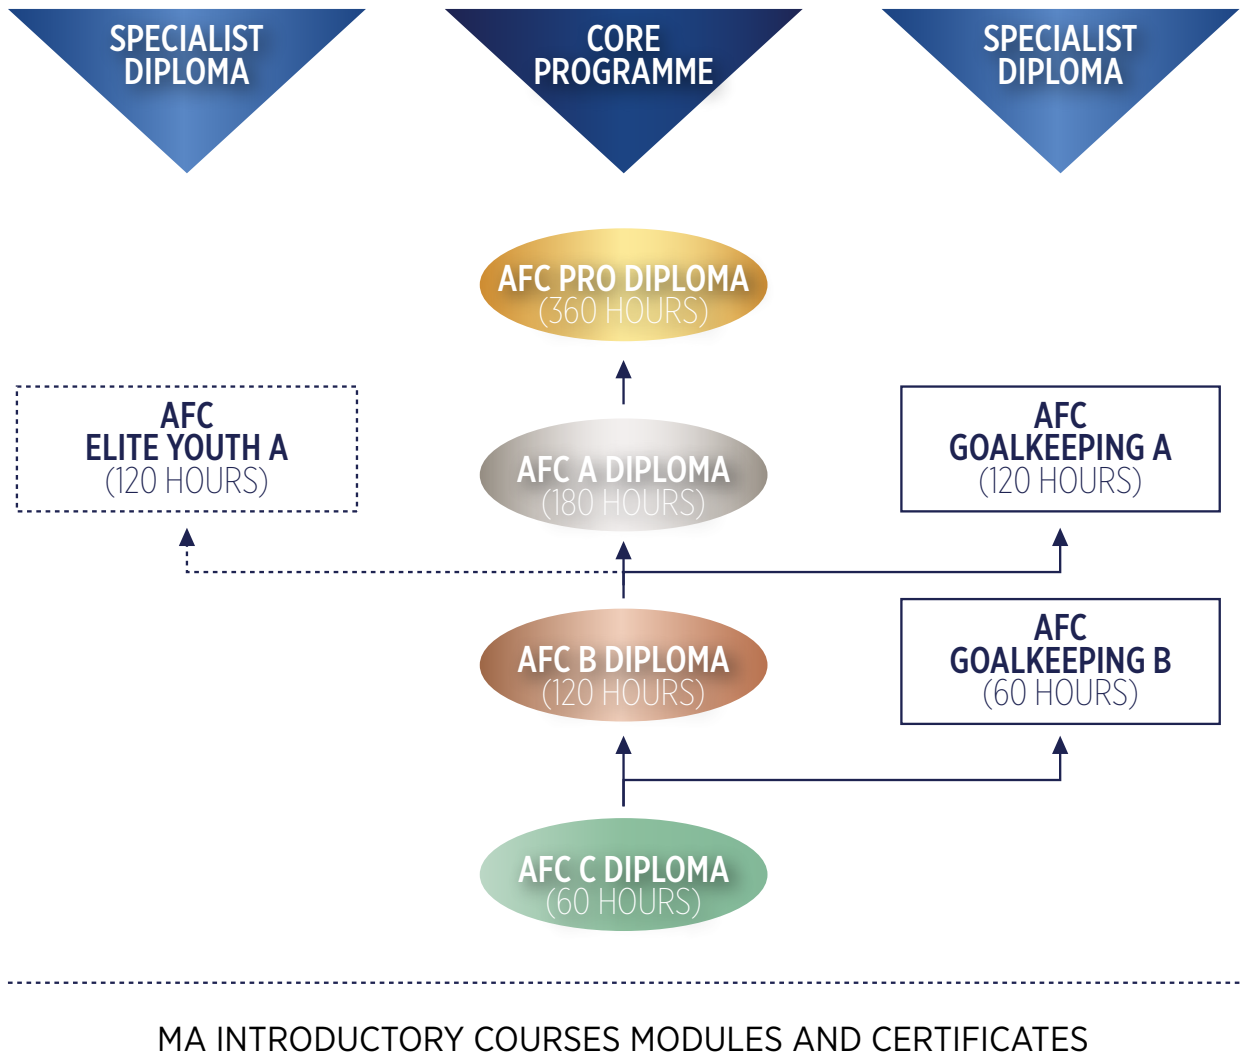 SPECIALIST
DIPLOMA
CORE
PROGRAMME
SPECIALIST
DIPLOMA
AFC PRO DIPLOMA
(360 HOURS)
AFC
ELITE YOUTH A
(120 HOURS)
AFC A DIPLOMA
(180 HOURS)
AFC
GOALKEEPING A
(120 HOURS)
AFC B DIPLOMA
(120 HOURS)
AFC
GOALKEEPING B
(60 HOURS)
AFC C DIPLOMA
(60 HOURS)
MA INTRODUCTORY COURSES MODULES AND CERTIFICATES